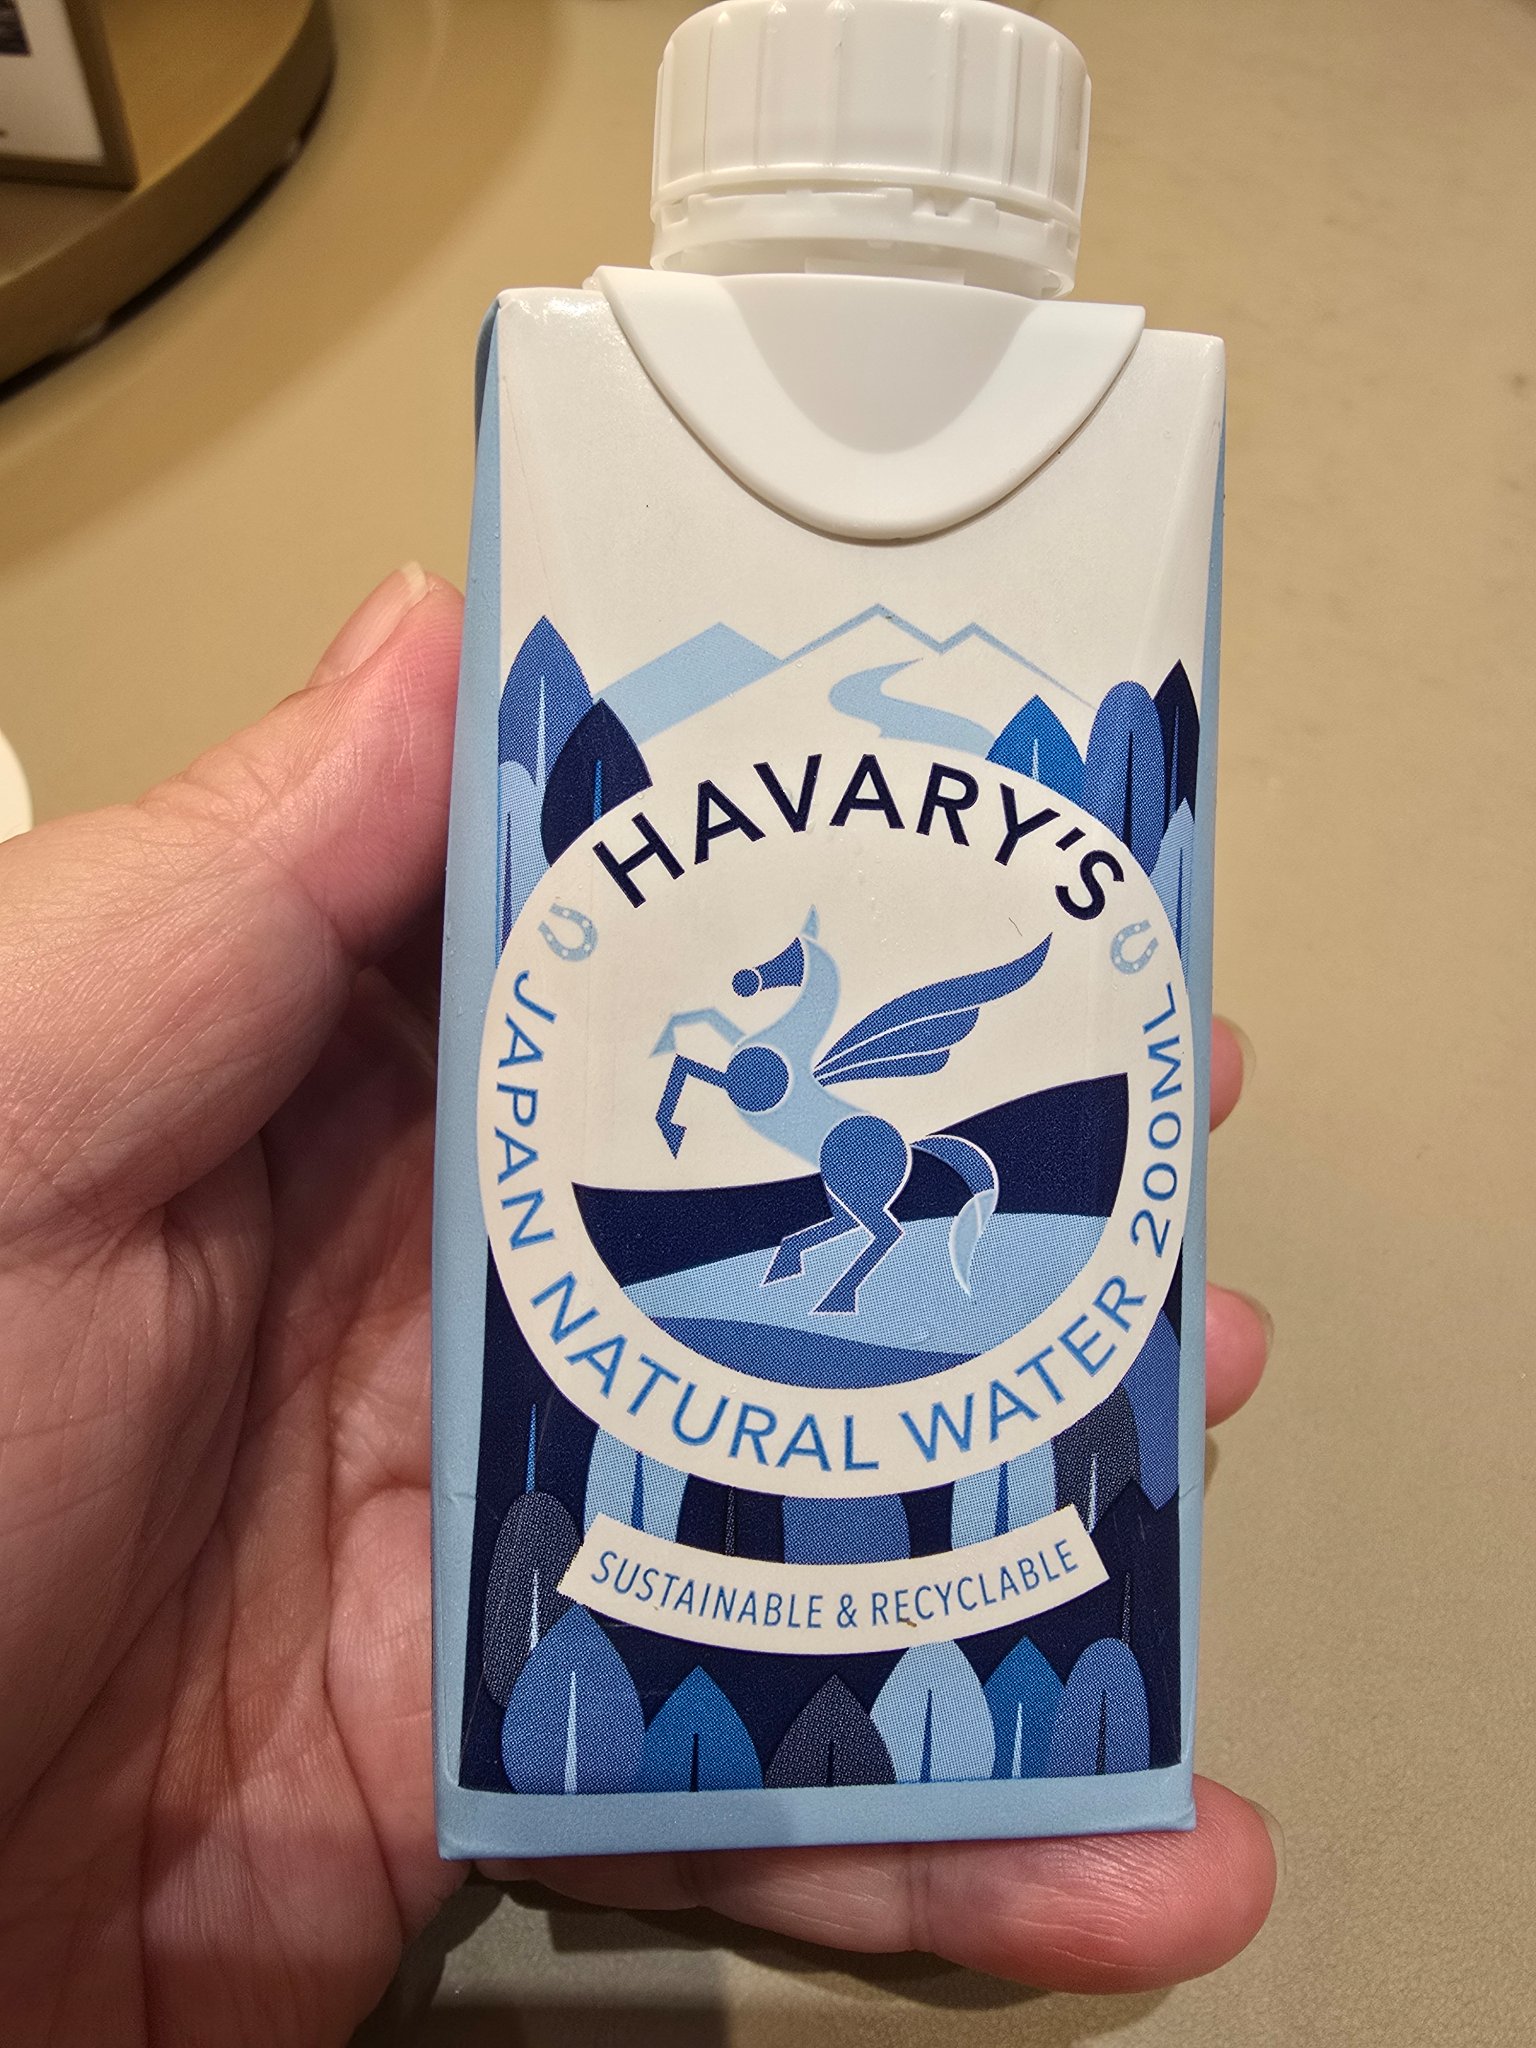 HAVARY'S
JAPAN NATURAL WATER 200ML
SUSTAINABLE & RECYCLABLE